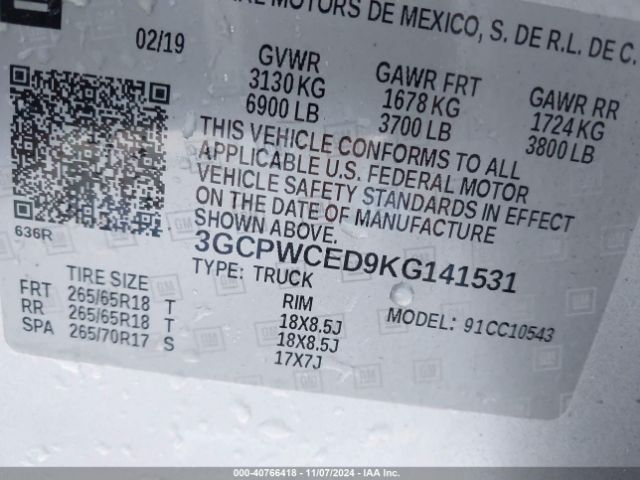 MOTORS DE MEXICO, S. DE R.L. DE C.
02/19
GVWR GAWR FRT GAWR RR
3130 KG 1678 KG 1724 KG
6900 LB 3700 LB 3800 LB
THIS VEHICLE CONFORMS TO ALL
APPLICABLE U.S. FEDERAL MOTOR
VEHICLE SAFETY STANDARDS IN EFFECT
ON THE DATE OF MANUFACTURE
SHOWN ABOVE.
636R
3GCPWCED9KG141531
TYPE: TRUCK
TIRE SIZE RIM
FRT 265/65R18 T 18X8.5J
RR 265/65R18 T 18X8.5J
SPA 265/70R17 S 17X7J
MODEL: 91CC10543
000-40766418 - 11/07/2024 - IAA Inc.